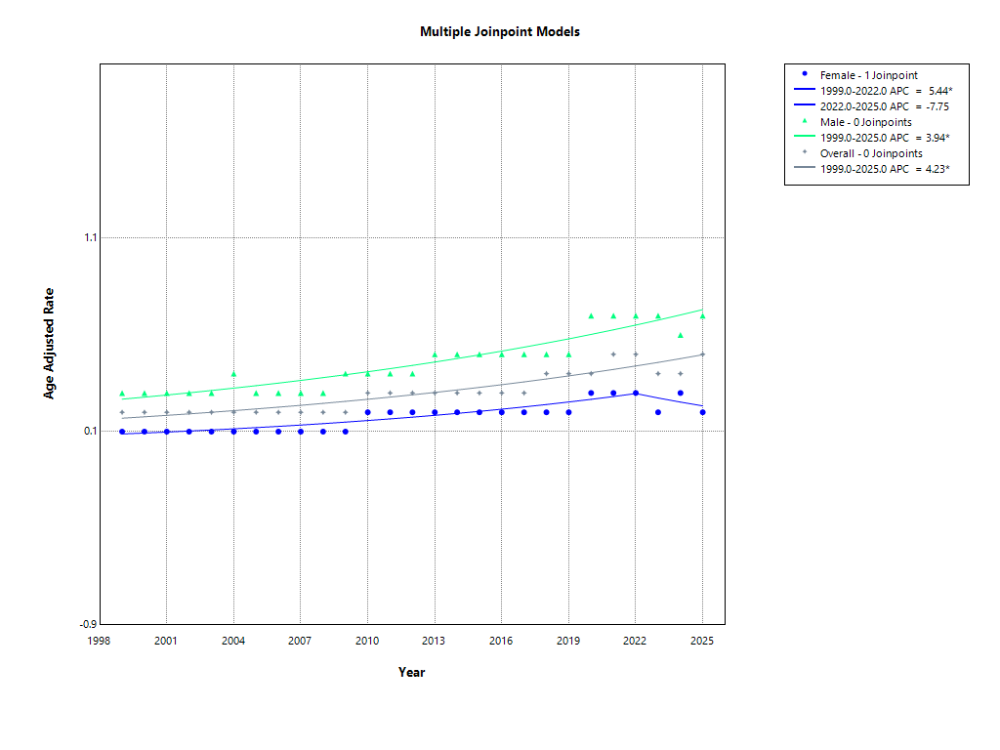 Multiple Joinpoint Models
Female - 1 Joinpoint
1999.0-2022.0 APC = 5.44*
2022.0-2025.0 APC = -7.75
Male - 0 Joinpoints
1999.0-2025.0 APC = 3.94*
Overall - 0 Joinpoints
1999.0-2025.0 APC = 4.23*
Age Adjusted Rate
1.1
0.1
-0.9
1998 2001 2004 2007 2010 2013 2016 2019 2022 2025
Year